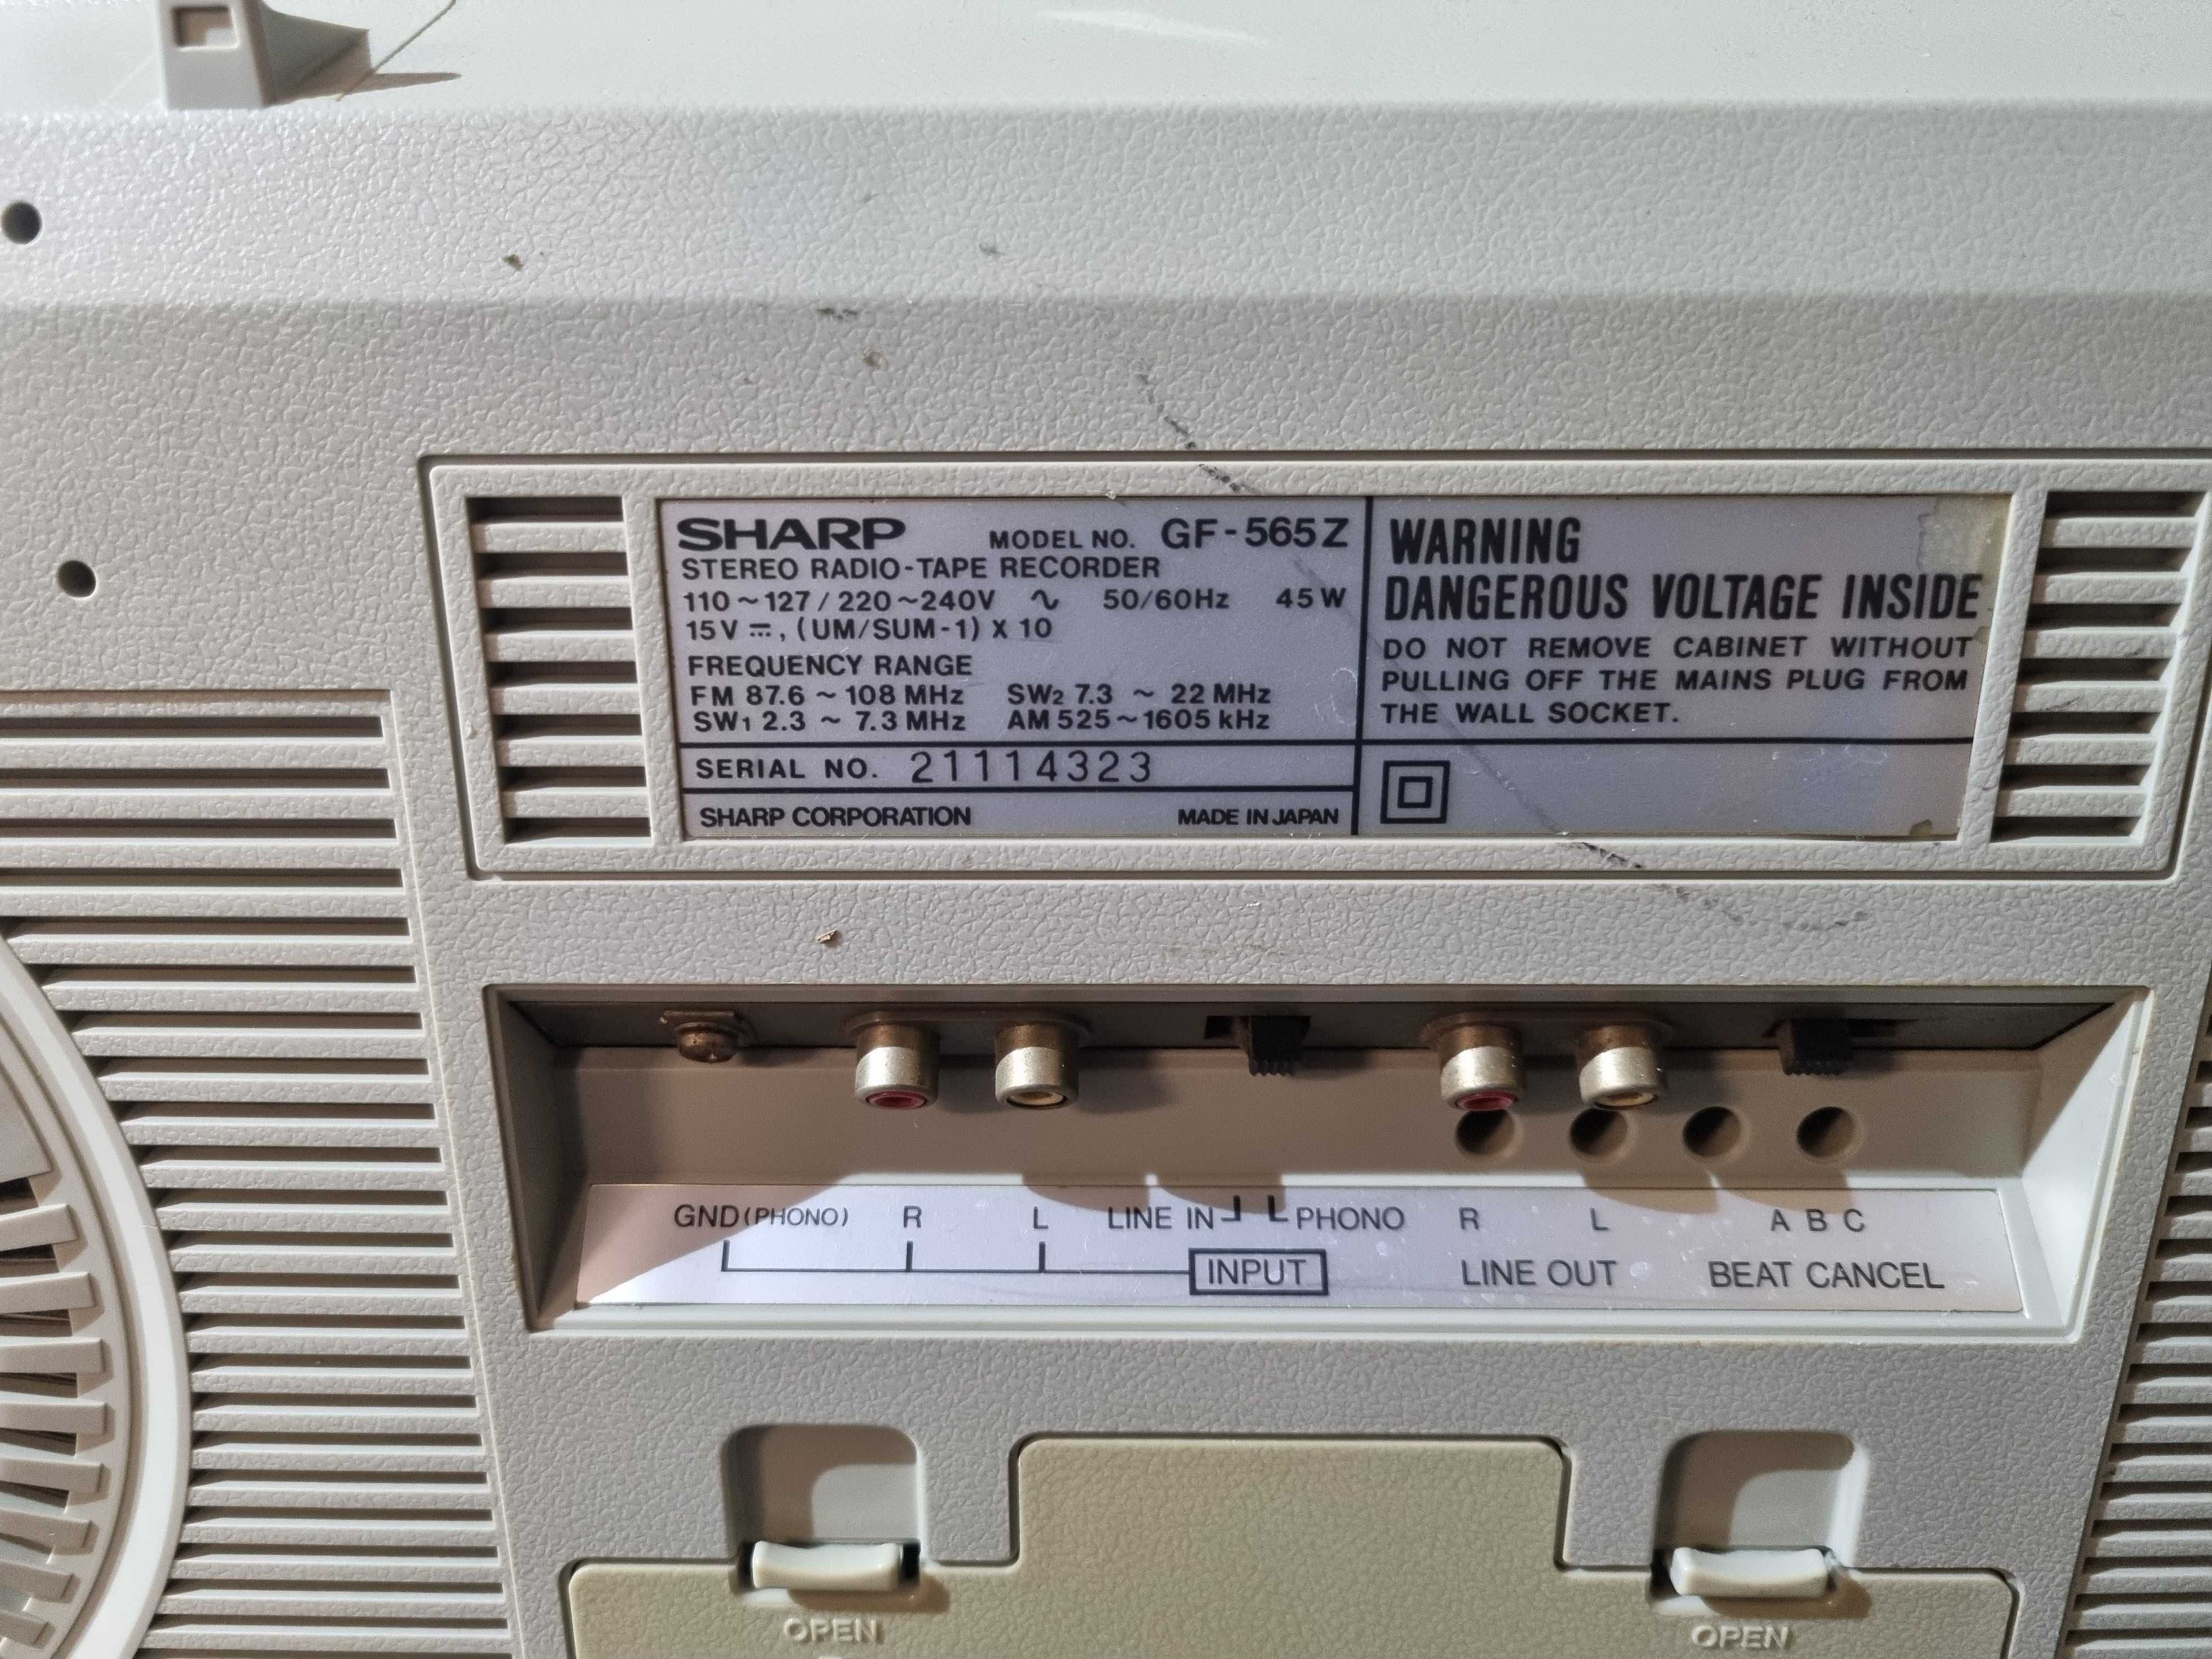 SHARP MODEL NO. GF-565Z
STEREO RADIO-TAPE RECORDER
110~127/220~240V ∿ 50/60Hz 45W
15V ⎓, (UM/SUM-1) X 10
FREQUENCY RANGE
FM 87.6 ~ 108 MHz SW2 7.3 ~ 22 MHz
SW1 2.3 ~ 7.3 MHz AM 525~1605 kHz
SERIAL NO. 21114323
SHARP CORPORATION MADE IN JAPAN
WARNING
DANGEROUS VOLTAGE INSIDE
DO NOT REMOVE CABINET WITHOUT
PULLING OFF THE MAINS PLUG FROM
THE WALL SOCKET.
GND(PHONO) R L LINE IN PHONO R L A B C
INPUT LINE OUT BEAT CANCEL
OPEN OPEN